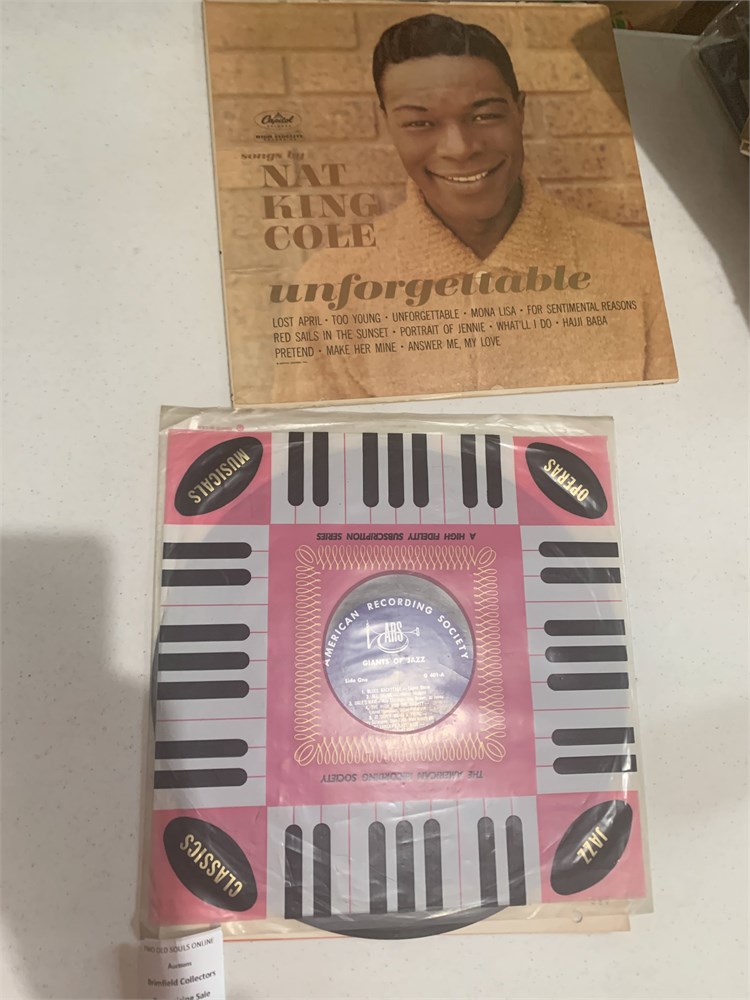 Capitol
songs by
NAT
KING
COLE
unforgettable
LOST APRIL • TOO YOUNG • UNFORGETTABLE • MONA LISA • FOR SENTIMENTAL REASONS
RED SAILS IN THE SUNSET • PORTRAIT OF JENNIE • WHAT'LL I DO • HAJJI BABA
PRETEND • MAKE HER MINE • ANSWER ME, MY LOVE
MUSICALS
OPERAS
A HIGH FIDELITY SUBSCRIPTION SERIES
AMERICAN RECORDING SOCIETY
ARS
GIANTS OF JAZZ
Side One
THE AMERICAN RECORDING SOCIETY
CLASSICS
JAZZ
TWO OLD SOULS ONLINE
Auctions
Brimfield Collectors
Sale